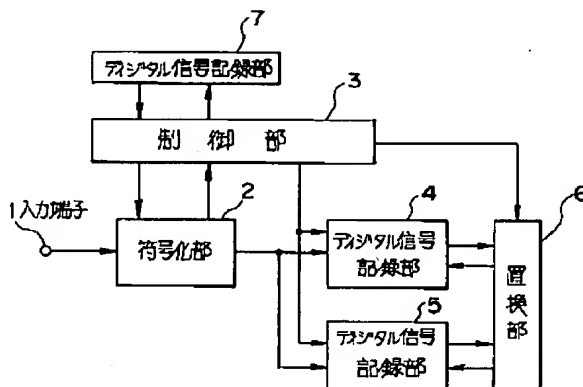 7
ディジタル信号記録部
3
制御部
1入力端子
2
符号化部
4
ディジタル信号
記録部
6
置換部
5
ディジタル信号
記録部